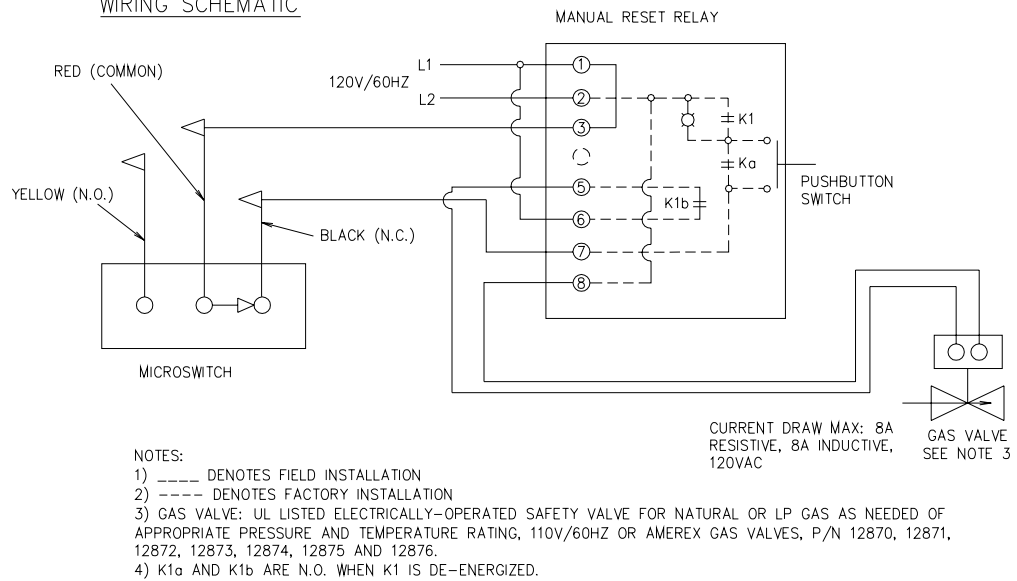 WIRING SCHEMATIC
MANUAL RESET RELAY
RED (COMMON)
L1
120V/60HZ
L2
1
2
3
5
6
7
8
K1
Ka
K1b
PUSHBUTTON
SWITCH
YELLOW (N.O.)
BLACK (N.C.)
MICROSWITCH
CURRENT DRAW MAX: 8A
RESISTIVE, 8A INDUCTIVE,
120VAC
GAS VALVE
SEE NOTE 3
NOTES:
1) ____ DENOTES FIELD INSTALLATION
2) ---- DENOTES FACTORY INSTALLATION
3) GAS VALVE: UL LISTED ELECTRICALLY-OPERATED SAFETY VALVE FOR NATURAL OR LP GAS AS NEEDED OF
APPROPRIATE PRESSURE AND TEMPERATURE RATING, 110V/60HZ OR AMEREX GAS VALVES, P/N 12870, 12871,
12872, 12873, 12874, 12875 AND 12876.
4) K1a AND K1b ARE N.O. WHEN K1 IS DE-ENERGIZED.